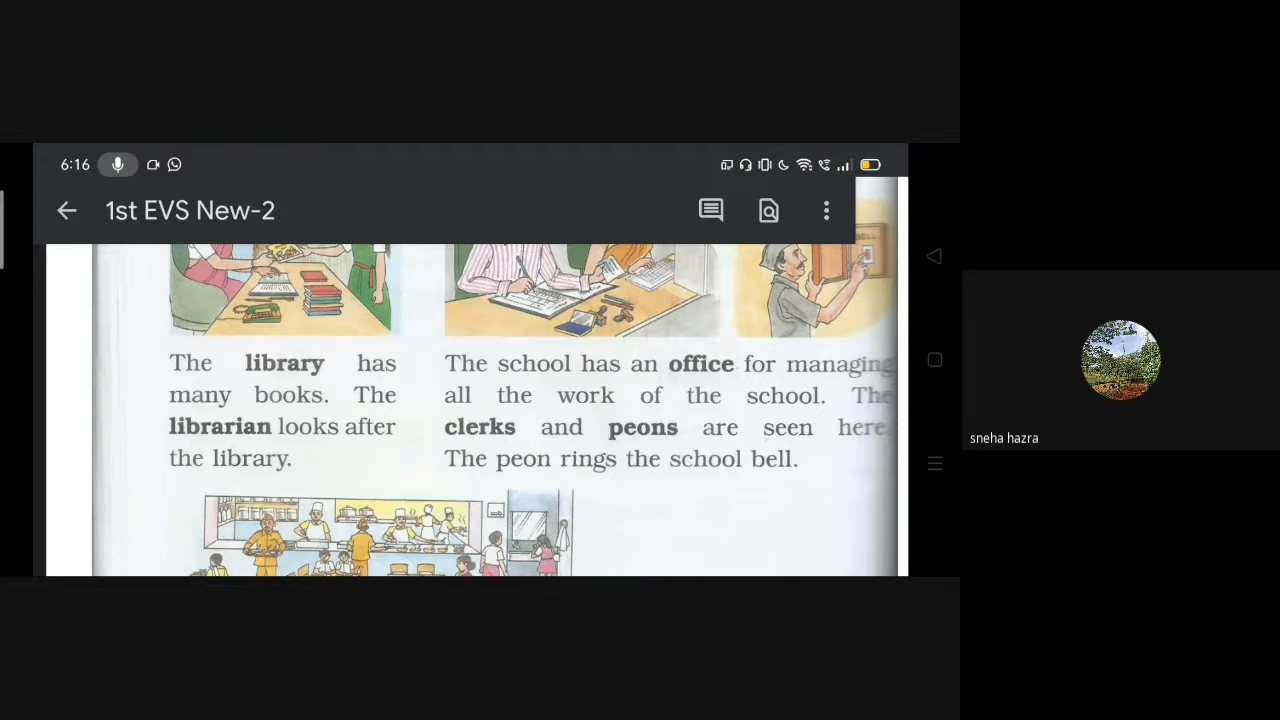 6:16
1st EVS New-2
BELL
The library has
many books. The
librarian looks after
the library.
The school has an office for managing
all the work of the school. The
clerks and peons are seen here.
The peon rings the school bell.
sneha hazra